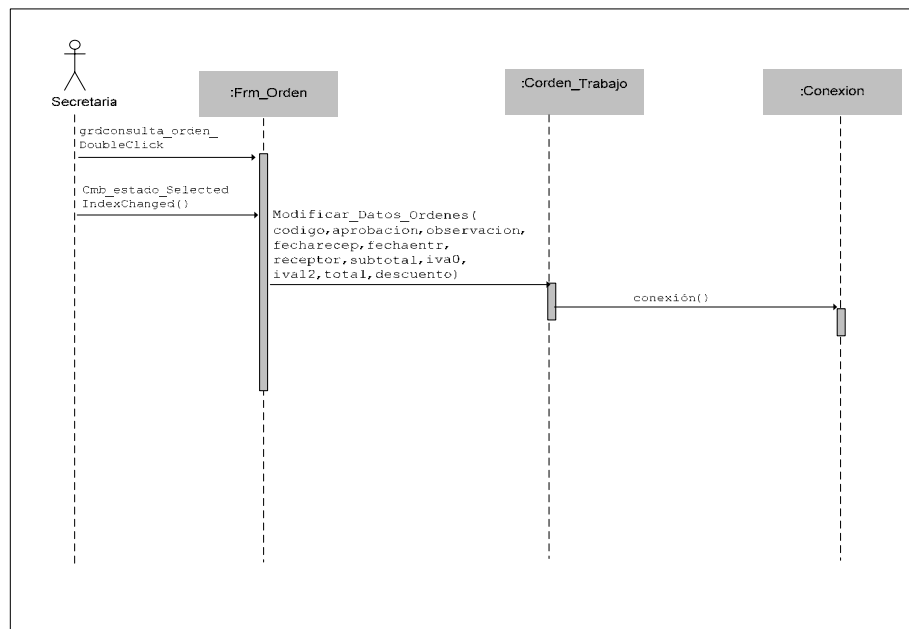 Secretaria
:Frm_Orden
:Corden_Trabajo
:Conexion
grdconsulta_orden_
DoubleClick
Cmb_estado_Selected
IndexChanged()
Modificar_Datos_Ordenes(
codigo,aprobacion,observacion,
fecharecep,fechaentr,
receptor,subtotal,iva0,
iva12,total,descuento)
conexión()